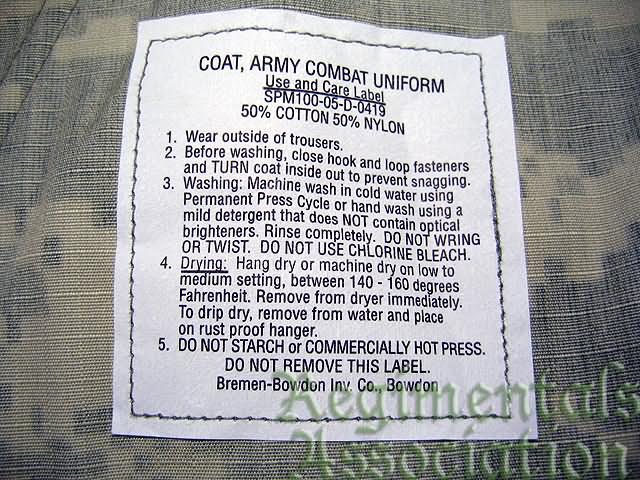 COAT, ARMY COMBAT UNIFORM
Use and Care Label
SPM100-05-D-0419
50% COTTON 50% NYLON
1. Wear outside of trousers.
2. Before washing, close hook and loop fasteners
and TURN coat inside out to prevent snagging.
3. Washing: Machine wash in cold water using
Permanent Press Cycle or hand wash using a
mild detergent that does NOT contain optical
brighteners. Rinse completely. DO NOT WRING
OR TWIST. DO NOT USE CHLORINE BLEACH.
4. Drying: Hang dry or machine dry on low to
medium setting, between 140 - 160 degrees
Fahrenheit. Remove from dryer immediately.
To drip dry, remove from water and place
on rust proof hanger.
5. DO NOT STARCH or COMMERCIALLY HOT PRESS.
DO NOT REMOVE THIS LABEL.
Bremen-Bowdon Inv. Co., Bowdon
Regimentals
Association